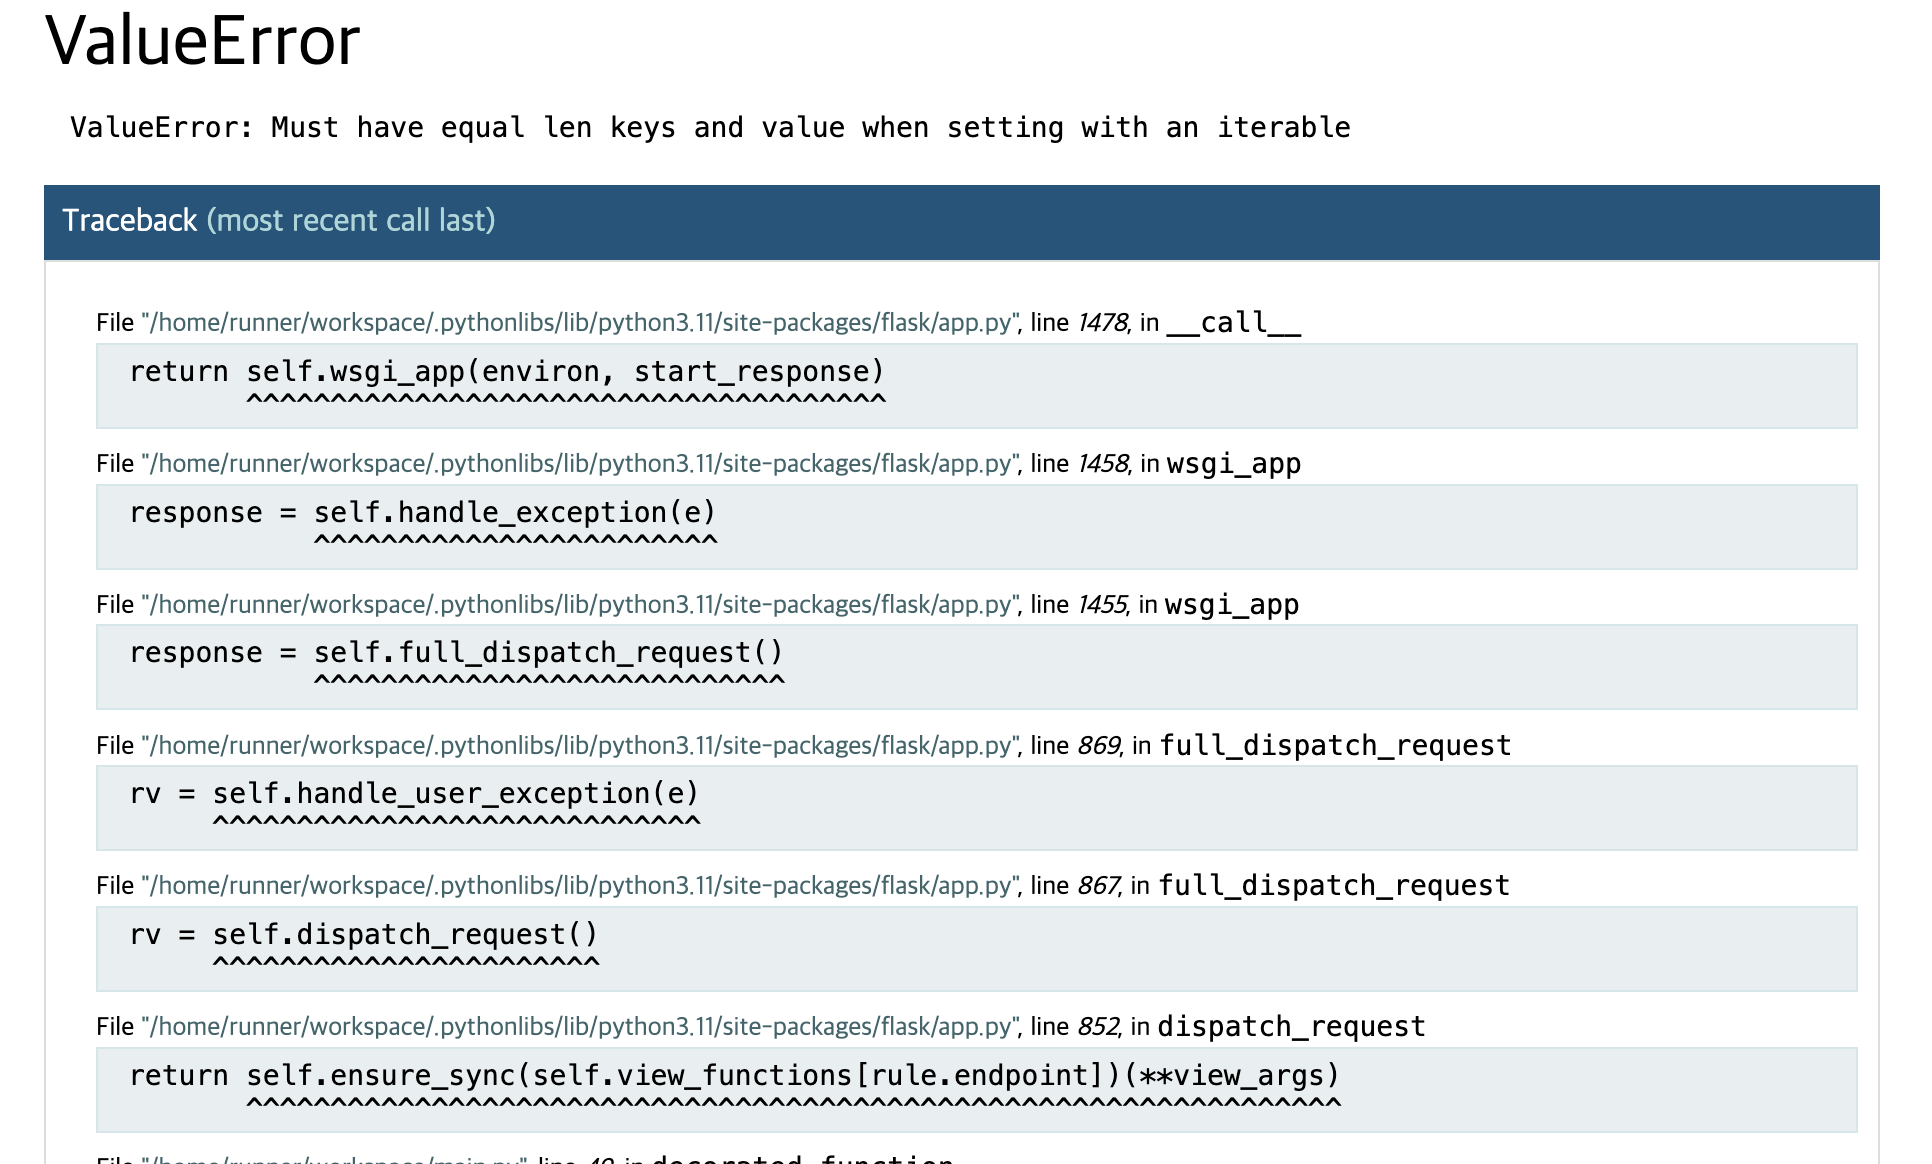 ValueError
ValueError: Must have equal len keys and value when setting with an iterable
Traceback (most recent call last)
File "/home/runner/workspace/.pythonlibs/lib/python3.11/site-packages/flask/app.py", line 1478, in __call__
return self.wsgi_app(environ, start_response)
^^^^^^^^^^^^^^^^^^^^^^^^^^^^^^^^^^^^^^
File "/home/runner/workspace/.pythonlibs/lib/python3.11/site-packages/flask/app.py", line 1458, in wsgi_app
response = self.handle_exception(e)
^^^^^^^^^^^^^^^^^^^^^^^^
File "/home/runner/workspace/.pythonlibs/lib/python3.11/site-packages/flask/app.py", line 1455, in wsgi_app
response = self.full_dispatch_request()
^^^^^^^^^^^^^^^^^^^^^^^^^^^^
File "/home/runner/workspace/.pythonlibs/lib/python3.11/site-packages/flask/app.py", line 869, in full_dispatch_request
rv = self.handle_user_exception(e)
^^^^^^^^^^^^^^^^^^^^^^^^^^^^^
File "/home/runner/workspace/.pythonlibs/lib/python3.11/site-packages/flask/app.py", line 867, in full_dispatch_request
rv = self.dispatch_request()
^^^^^^^^^^^^^^^^^^^^^^^
File "/home/runner/workspace/.pythonlibs/lib/python3.11/site-packages/flask/app.py", line 852, in dispatch_request
return self.ensure_sync(self.view_functions[rule.endpoint])(**view_args)
^^^^^^^^^^^^^^^^^^^^^^^^^^^^^^^^^^^^^^^^^^^^^^^^^^^^^^^^^^^^^^^^^
File "/home/runner/workspace/main.py", line 40, in decorated_function